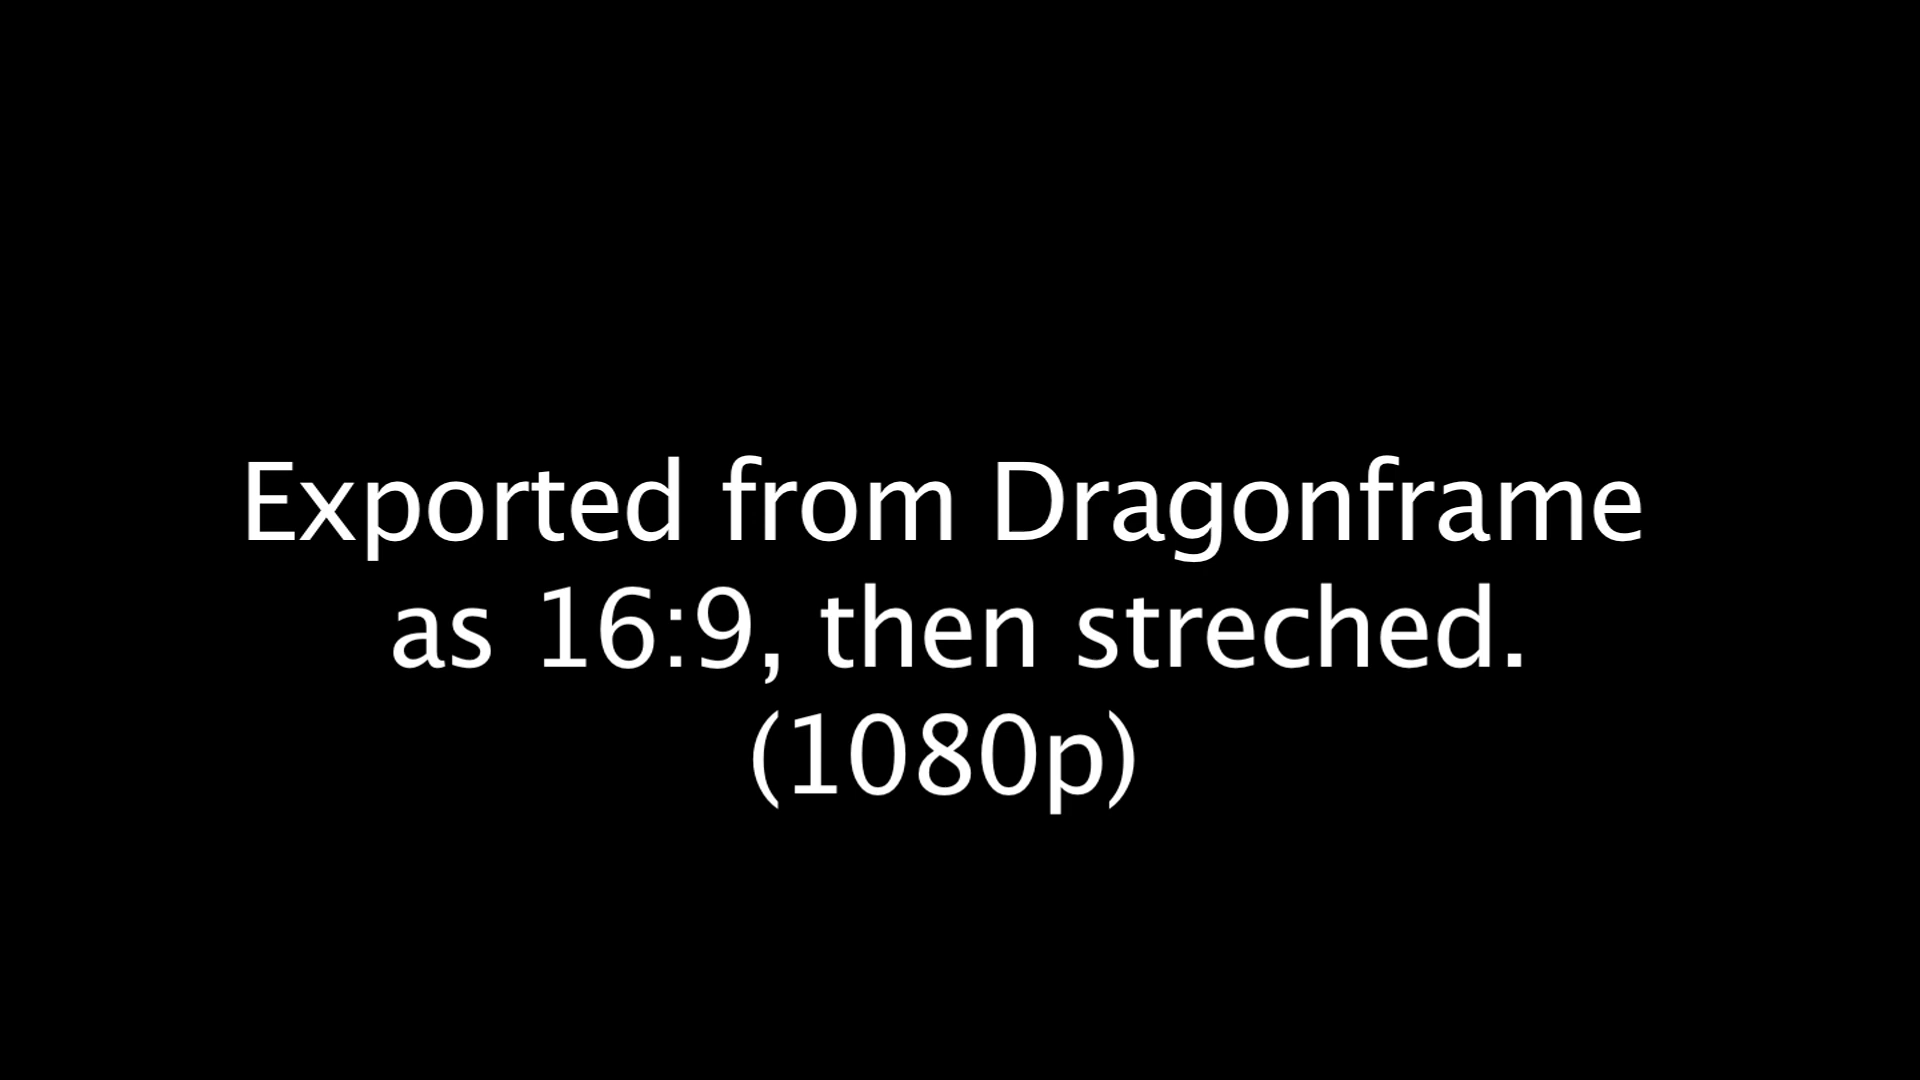 Exported from Dragonframe
as 16:9, then streched.
(1080p)